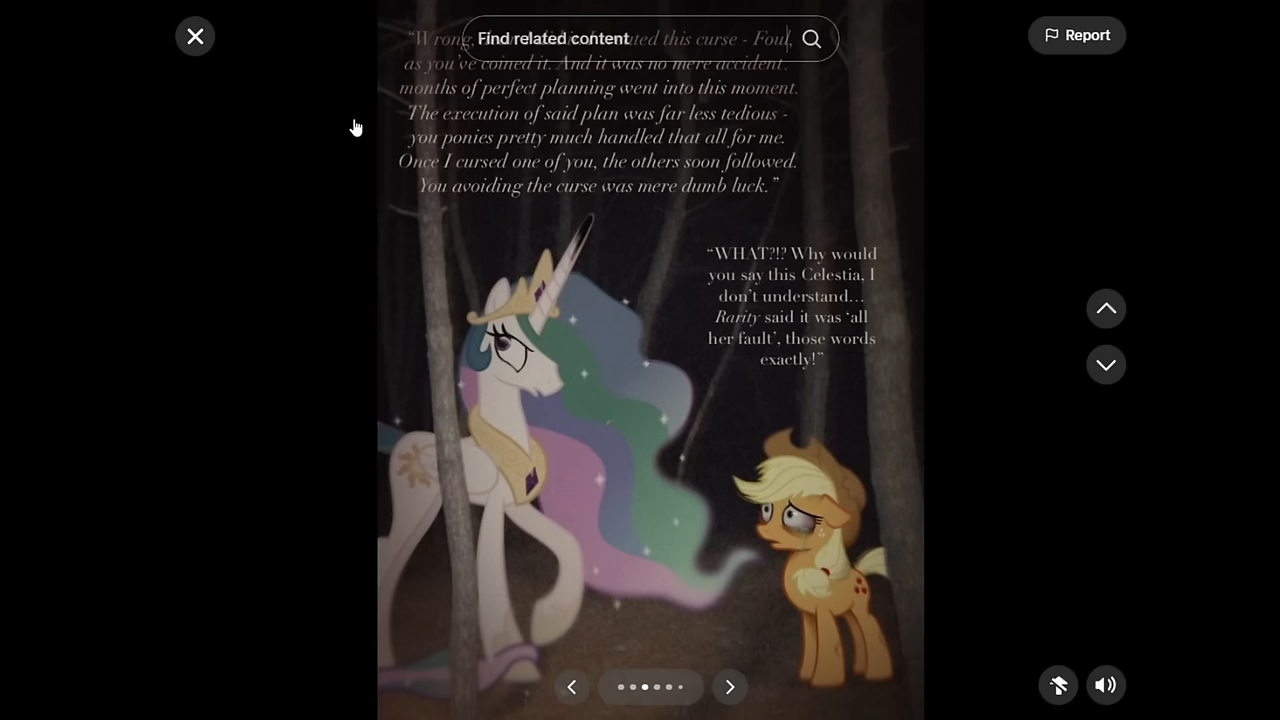 Find related content
Report
“Wrong, this curse - Foul,
as you’ve coined it. And it was no mere accident.
months of perfect planning went into this moment.
The execution of said plan was far less tedious -
you ponies pretty much handled that all for me.
Once I cursed one of you, the others soon followed.
You avoiding the curse was mere dumb luck.”
“WHAT?!? Why would
you say this Celestia, I
don’t understand...
Rarity said it was ‘all
her fault’, those words
exactly!”